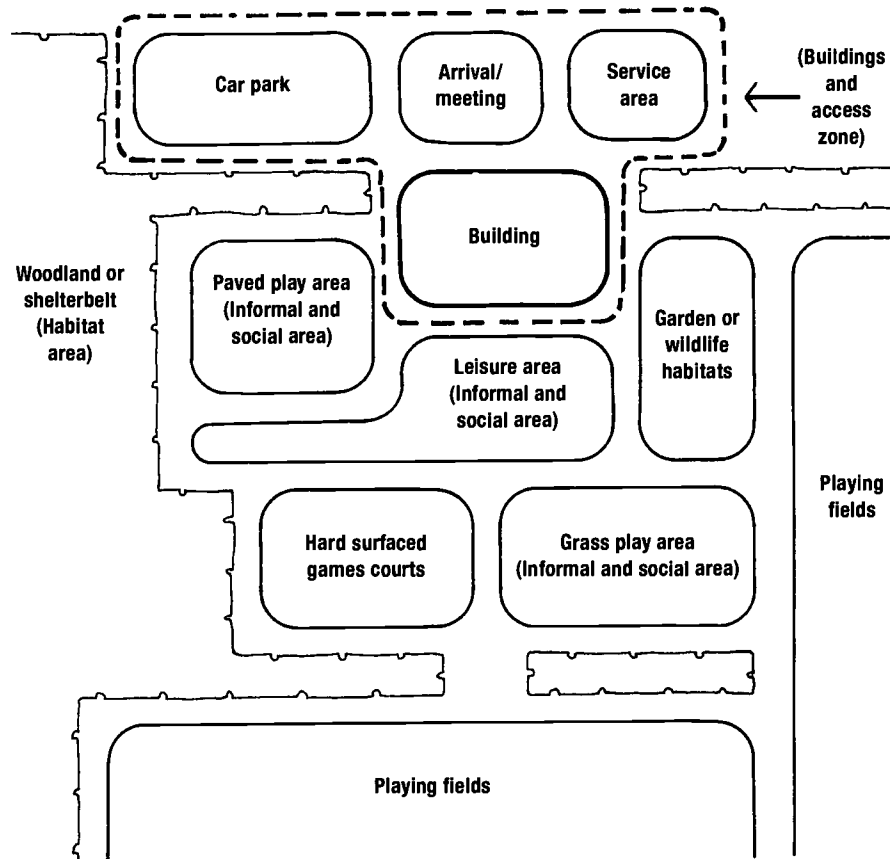 Car park
Arrival/
meeting
Service
area
(Buildings
and
access
zone)
Building
Woodland or
shelterbelt
(Habitat
area)
Paved play area
(Informal and
social area)
Leisure area
(Informal and
social area)
Garden or
wildlife
habitats
Playing
fields
Hard surfaced
games courts
Grass play area
(Informal and social area)
Playing fields